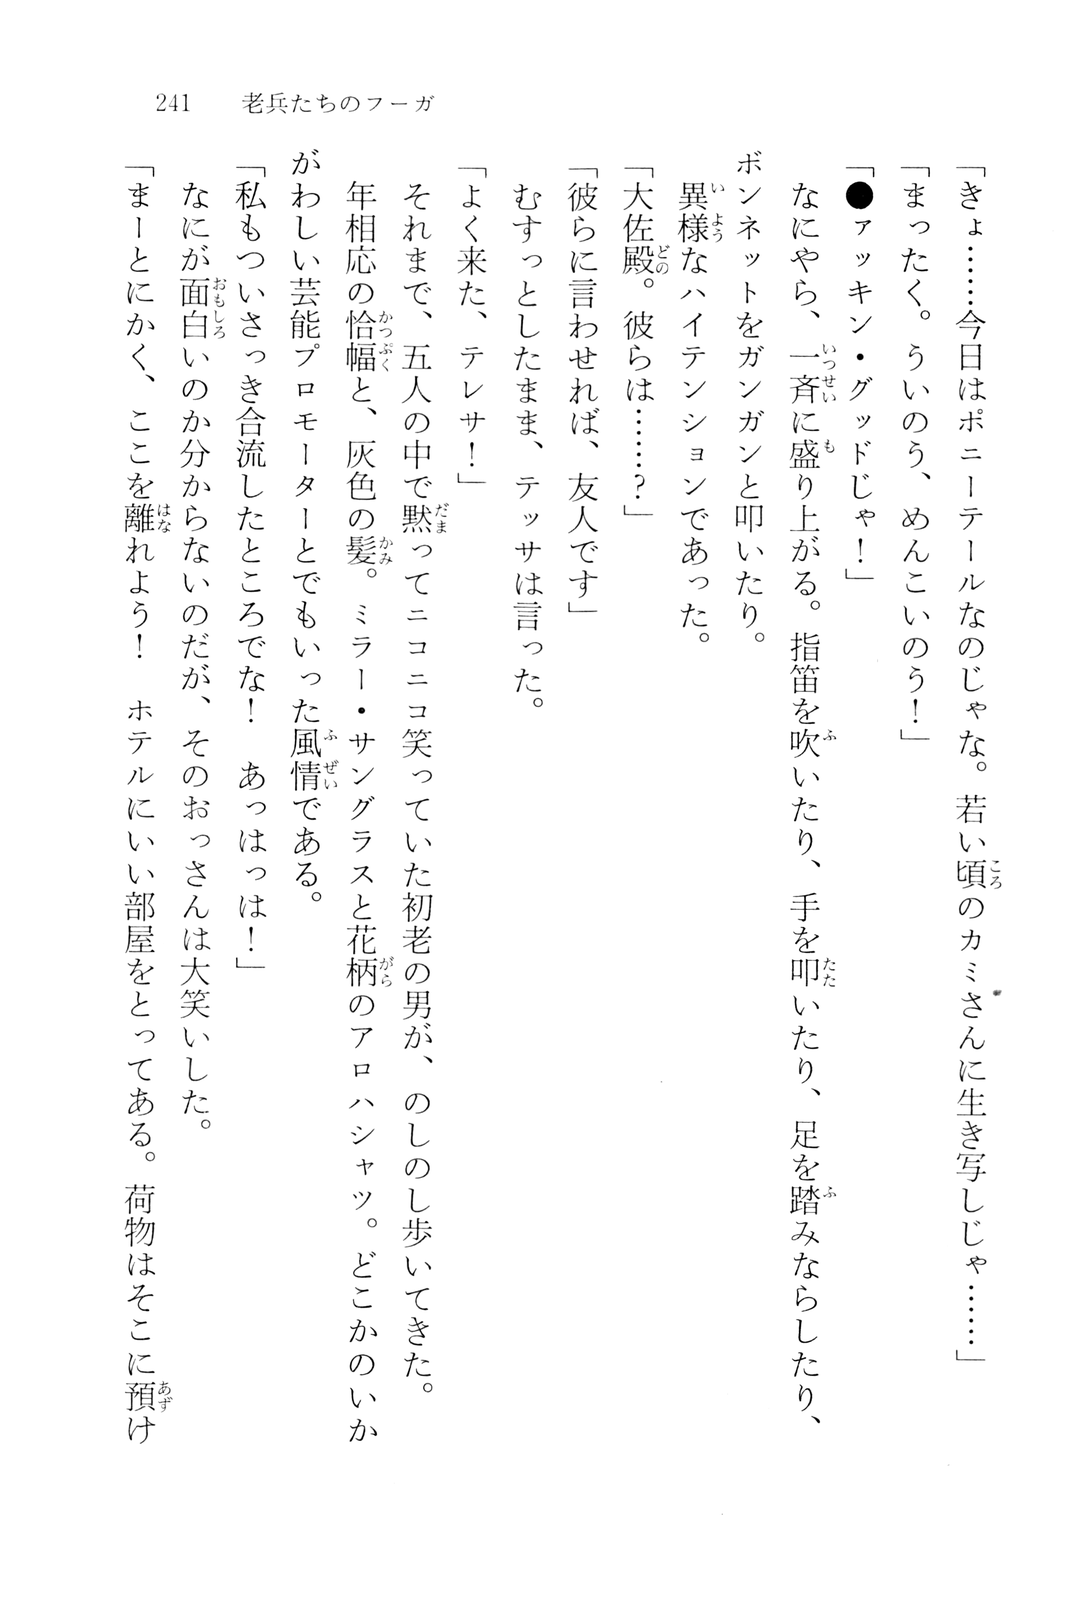 241　老兵たちのフーガ
「きょ……今日はポニーテールなのじゃな。若い頃のカミさんに生き写しじゃ……」
「まったく。ういのう、めんこいのう！」
「●ァッキン・グッドじゃ！」
　なにやら、一斉に盛り上がる。指笛を吹いたり、手を叩いたり、足を踏みならしたり、
ボンネットをガンガンと叩いたり。
　異様なハイテンションであった。
「大佐殿。彼らは……？」
「彼らに言わせれば、友人です」
　むすっとしたまま、テッサは言った。
「よく来た、テレサ！」
　それまで、五人の中で黙ってニコニコ笑っていた初老の男が、のしのし歩いてきた。
　年相応の恰幅と、灰色の髪。ミラー・サングラスと花柄のアロハシャツ。どこかのいか
がわしい芸能プロモーターとでもいった風情である。
「私もついさっき合流したところでな！　あっはっは！」
　なにが面白いのか分からないのだが、そのおっさんは大笑いした。
「まーとにかく、ここを離れよう！　ホテルにいい部屋をとってある。荷物はそこに預け